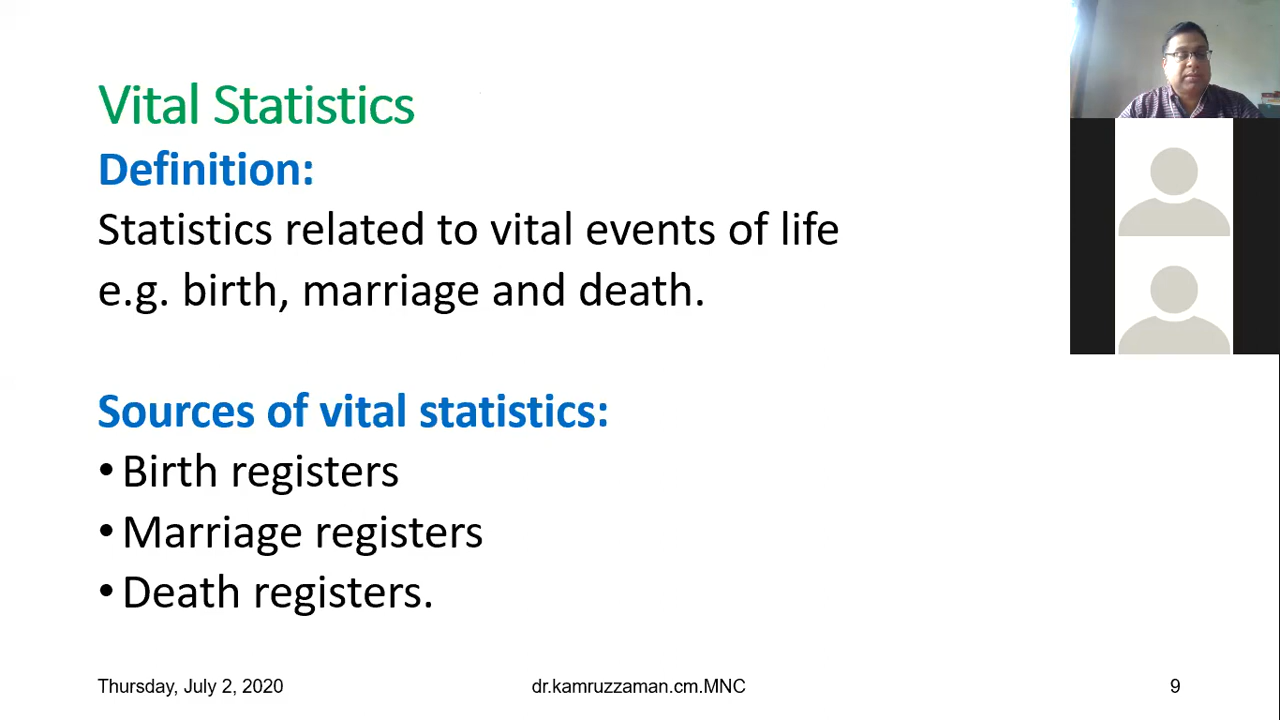 Vital Statistics
Definition:
Statistics related to vital events of life
e.g. birth, marriage and death.
Sources of vital statistics:
• Birth registers
• Marriage registers
• Death registers.
Thursday, July 2, 2020 dr.kamruzzaman.cm.MNC 9